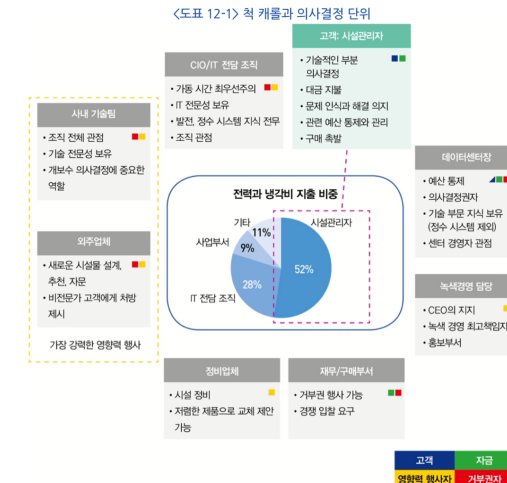 <도표 12-1> 척 캐롤과 의사결정 단위
고객: 시설관리자
• 기술적인 부분
의사결정
• 대금 지불
• 문제 인식과 해결 의지
• 관련 예산 통제와 관리
• 구매 촉발
CIO/IT 전담 조직
• 가동 시간 최우선주의
• IT 전문성 보유
• 발전, 정수 시스템 지식 전무
• 조직 관점
사내 기술팀
• 조직 전체 관점
• 기술 전문성 보유
• 개보수 의사결정에 중요한
역할
외주업체
• 새로운 시설물 설계,
추천, 자문
• 비전문가 고객에게 처방
제시
가장 강력한 영향력 행사
전력과 냉각비 지출 비중
기타
11%
시설관리자
사업부서
9%
52%
28%
IT 전담 조직
데이터센터장
• 예산 통제
• 의사결정권자
• 기술 부문 지식 보유
(정수 시스템 제외)
• 센터 경영자 관점
녹색경영 담당
• CEO의 지지
• 녹색 경영 최고책임자
• 홍보부서
정비업체
• 시설 정비
• 저렴한 제품으로 교체 제안
가능
재무/구매부서
• 거부권 행사 가능
• 경쟁 입찰 요구
고객
자금
영향력 행사자
거부권자